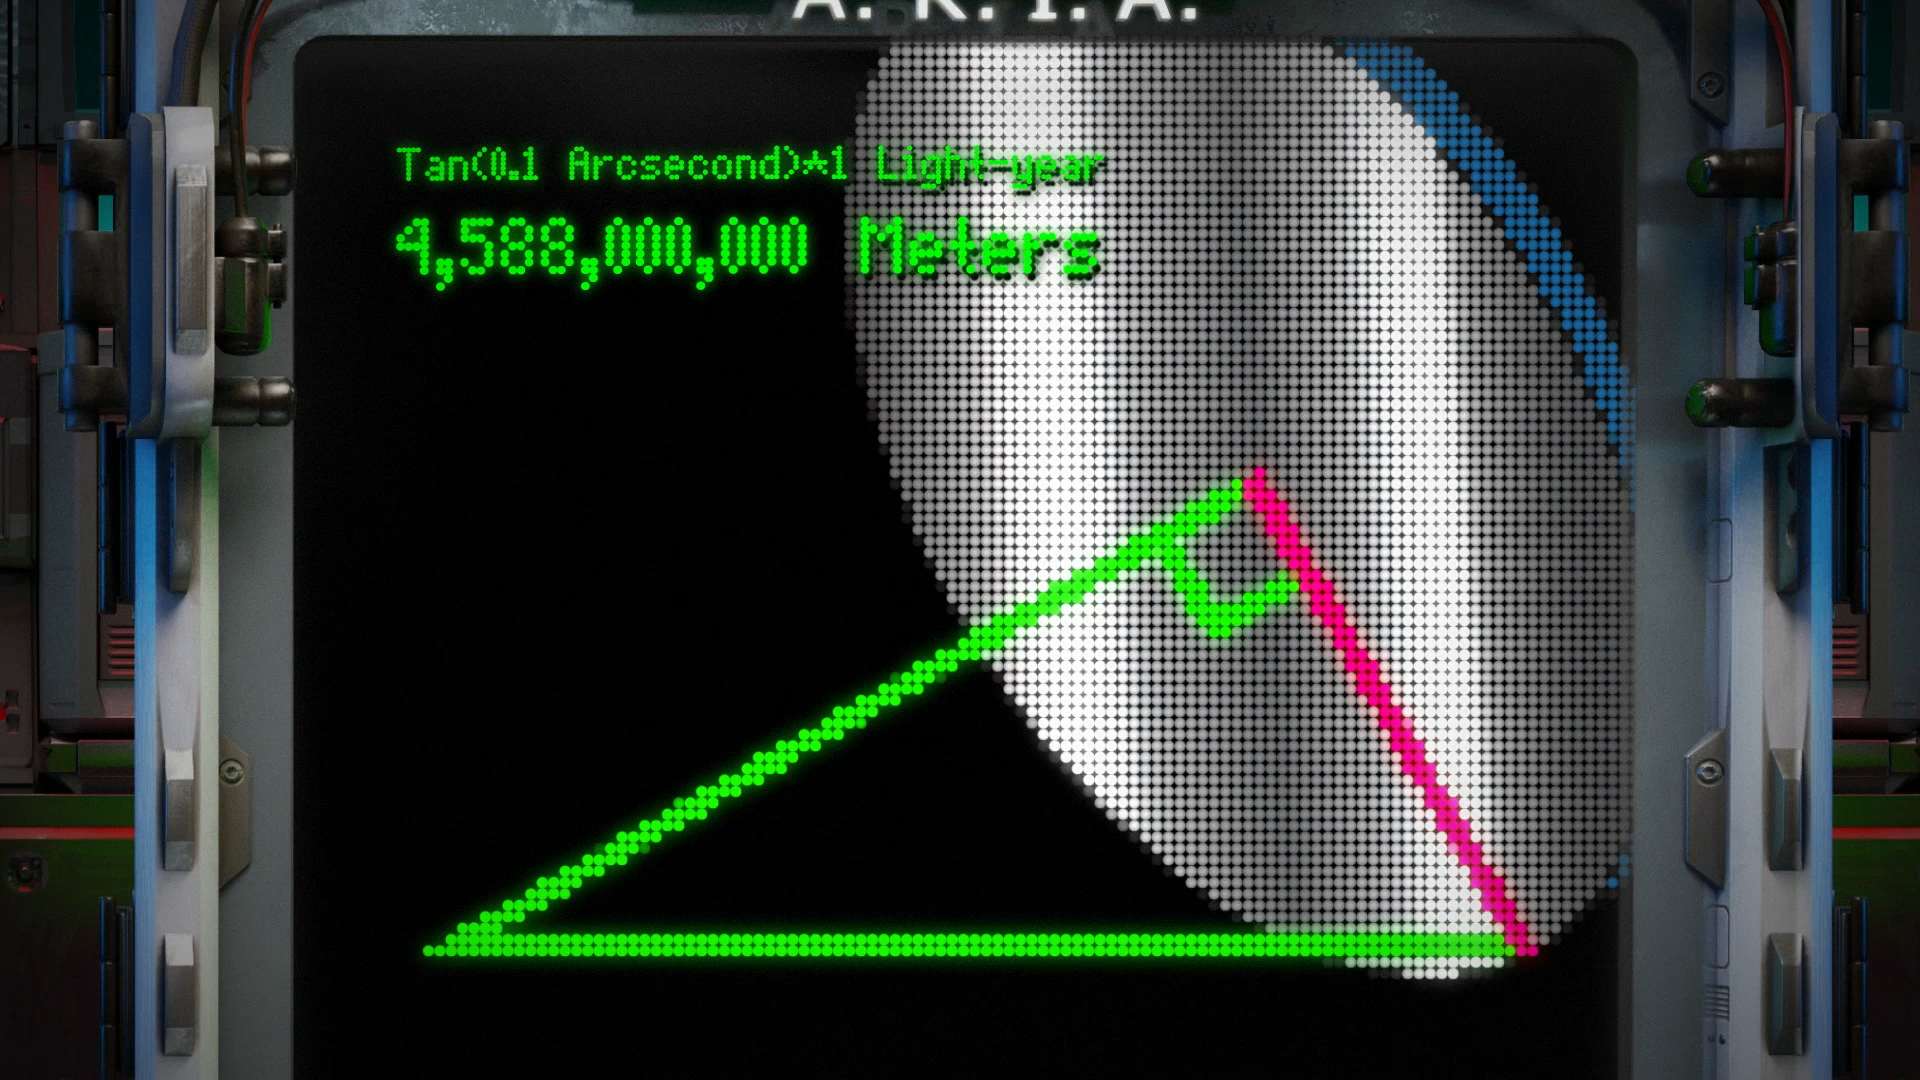 A.R.I.A.
Tan(0.1 Arcsecond)*1 Light-year
4,588,000,000 Meters